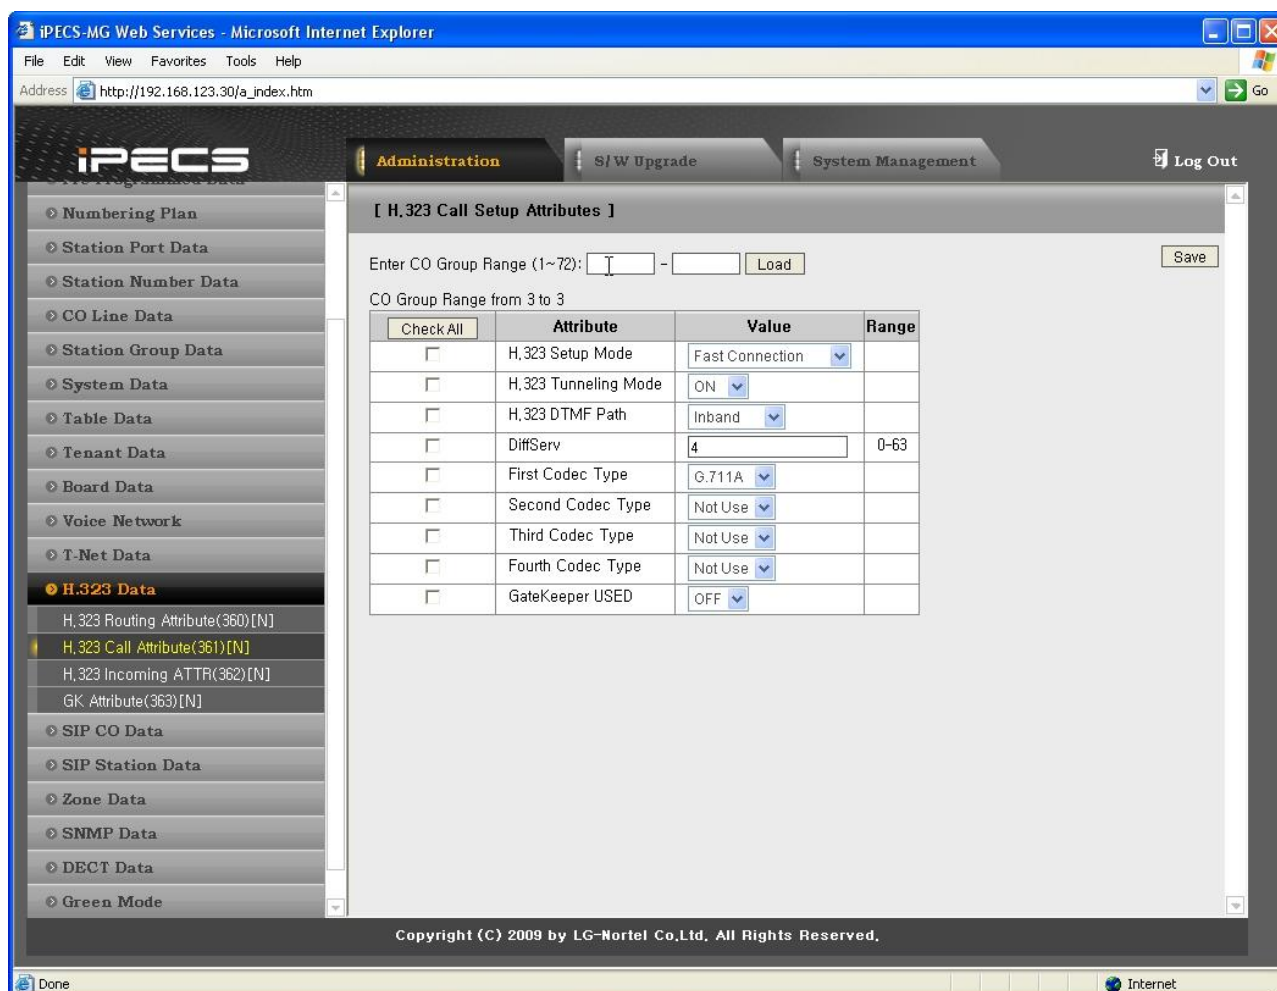 iPECS-MG Web Services - Microsoft Internet Explorer
File Edit View Favorites Tools Help
Address http://192.168.123.30/a_index.htm Go
iPECS
Administration S/W Upgrade System Management Log Out
Numbering Plan
Station Port Data
Station Number Data
CO Line Data
Station Group Data
System Data
Table Data
Tenant Data
Board Data
Voice Network
T-Net Data
H.323 Data
H.323 Routing Attribute(360)[N]
H.323 Call Attribute(361)[N]
H.323 Incoming ATTR(362)[N]
GK Attribute(363)[N]
SIP CO Data
SIP Station Data
Zone Data
SNMP Data
DECT Data
Green Mode
[ H.323 Call Setup Attributes ]
Enter CO Group Range (1~72): - Load Save
CO Group Range from 3 to 3
Check All Attribute Value Range
H.323 Setup Mode Fast Connection
H.323 Tunneling Mode ON
H.323 DTMF Path Inband
DiffServ 4 0-63
First Codec Type G.711A
Second Codec Type Not Use
Third Codec Type Not Use
Fourth Codec Type Not Use
GateKeeper USED OFF
Copyright (C) 2009 by LG-Nortel Co,Ltd. All Rights Reserved.
Done Internet